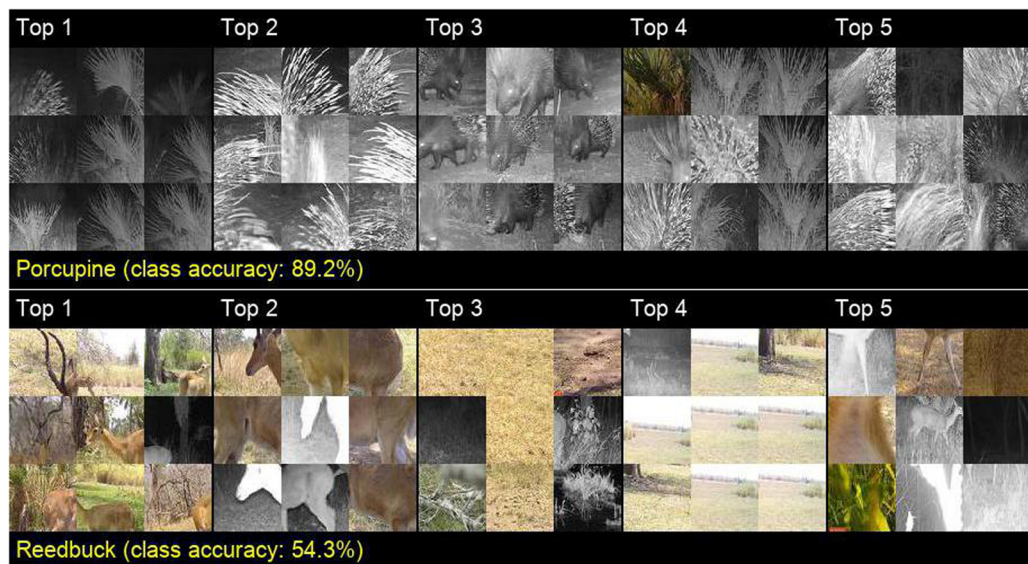 Top 1 Top 2 Top 3 Top 4 Top 5
Porcupine (class accuracy: 89.2%)
Top 1 Top 2 Top 3 Top 4 Top 5
Reedbuck (class accuracy: 54.3%)